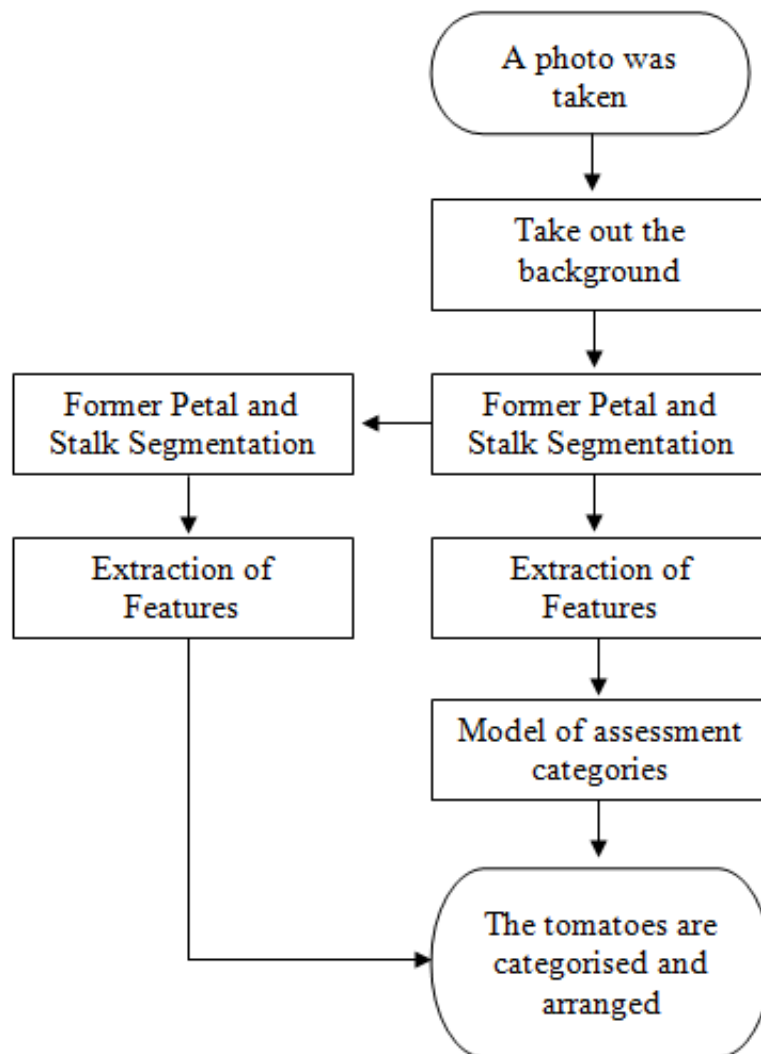 A photo was
taken
Take out the
background
Former Petal and
Stalk Segmentation
Former Petal and
Stalk Segmentation
Extraction of
Features
Extraction of
Features
Model of assessment
categories
The tomatoes are
categorised and
arranged